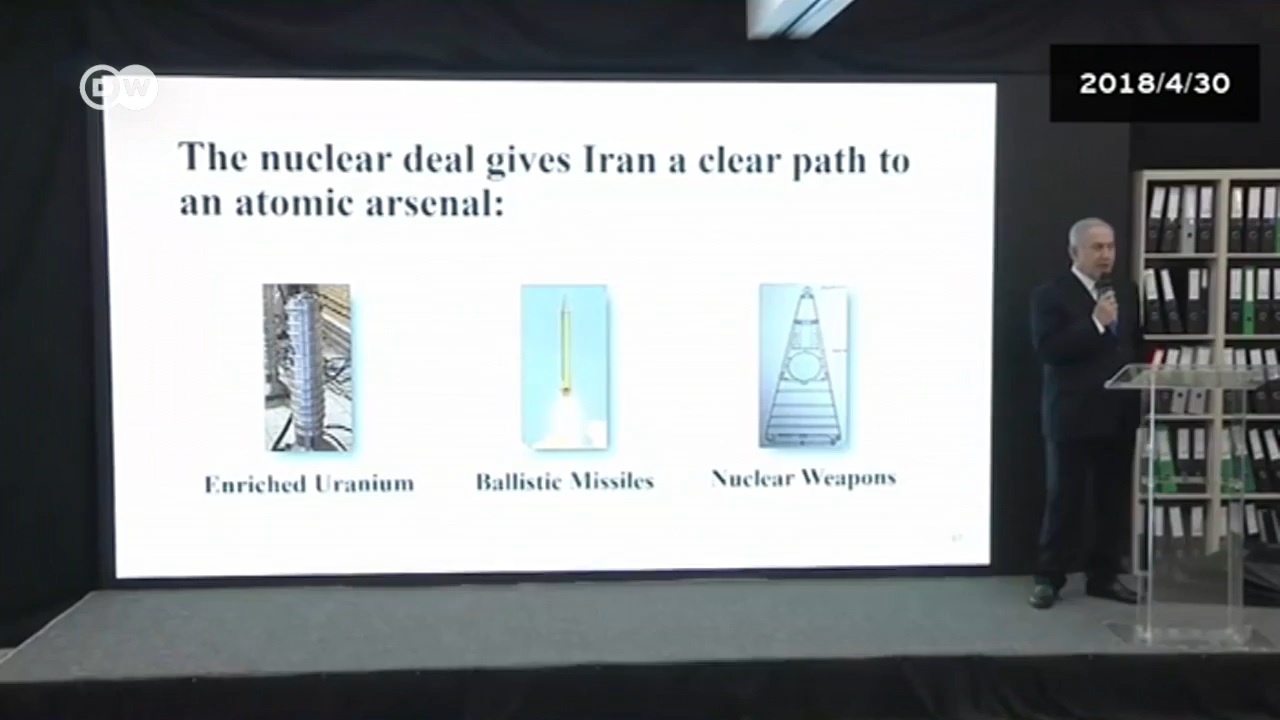 DW
2018/4/30
The nuclear deal gives Iran a clear path to
an atomic arsenal:
Enriched Uranium
Ballistic Missiles
Nuclear Weapons